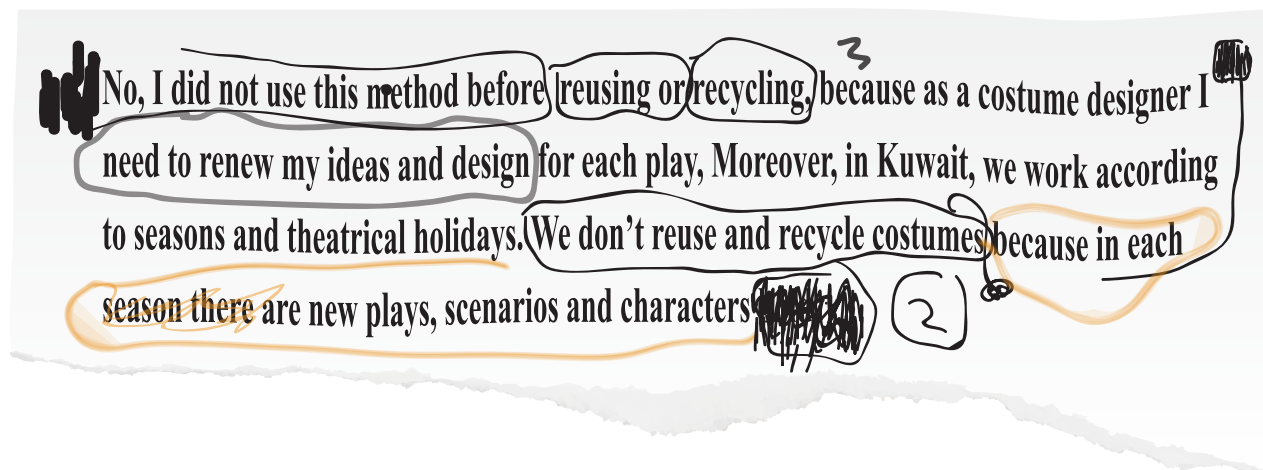 3
No, I did not use this method before reusing or recycling, because as a costume designer I
need to renew my ideas and design for each play, Moreover, in Kuwait, we work according
to seasons and theatrical holidays. We don't reuse and recycle costumes because in each
season there are new plays, scenarios and characters 2